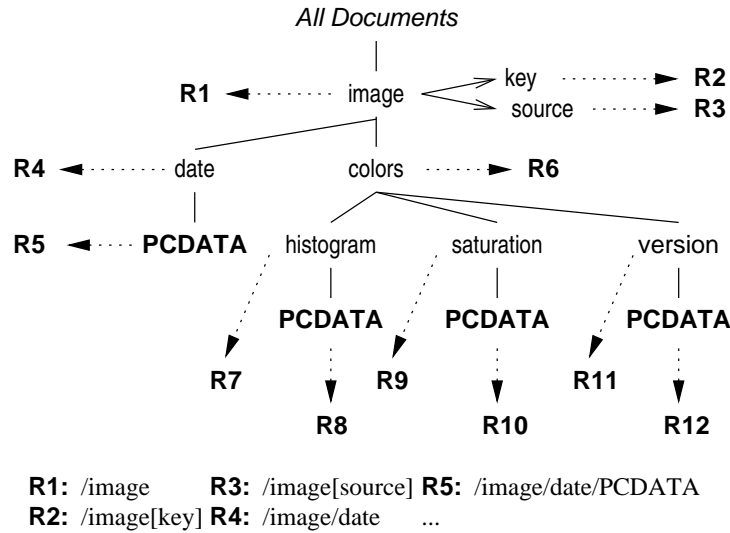 All Documents
R1 image key R2
source R3
R4 date colors R6
R5 PCDATA histogram saturation version
PCDATA PCDATA PCDATA
R7 R9 R11
R8 R10 R12
R1: /image R3: /image[source] R5: /image/date/PCDATA
R2: /image[key] R4: /image/date ...